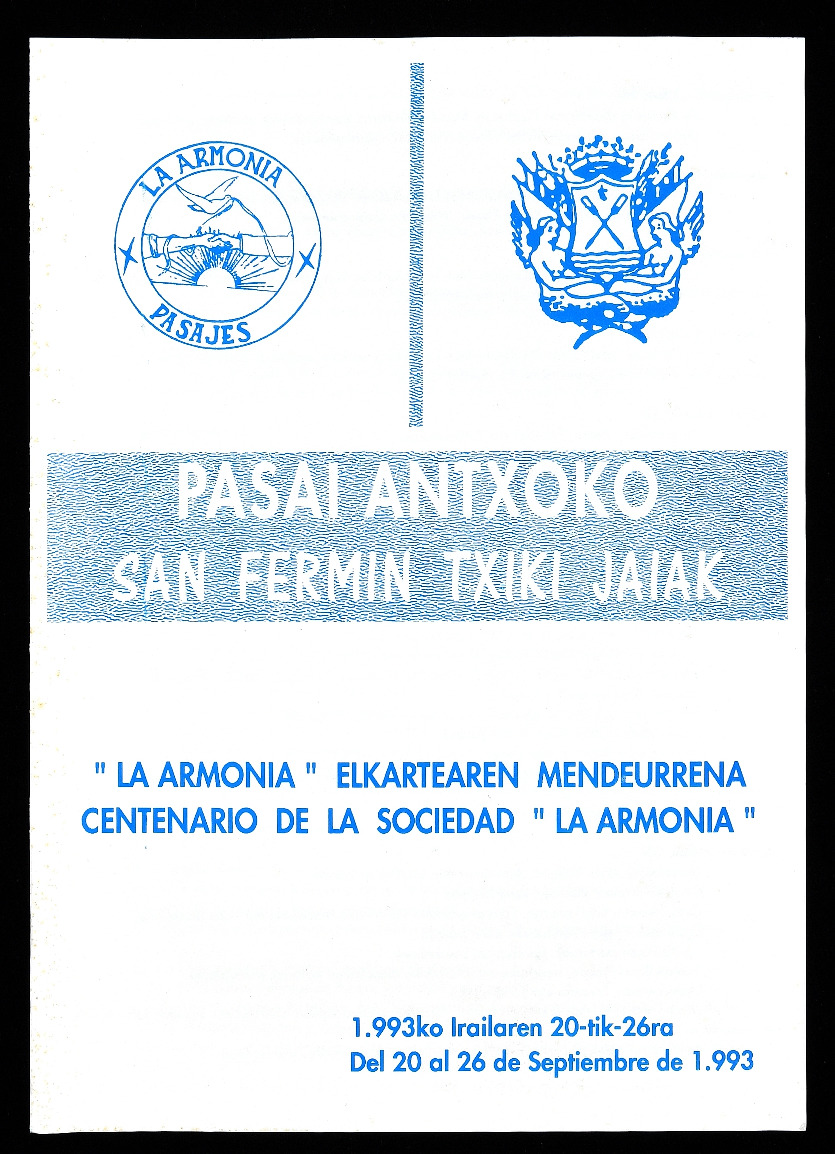 LA ARMONIA
PASAJES
t
PASAI ANTXOKO
SAN FERMIN TXIKI JAIAK
" LA ARMONIA " ELKARTEAREN MENDEURRENA
CENTENARIO DE LA SOCIEDAD " LA ARMONIA "
1.993ko Irailaren 20-tik-26ra
Del 20 al 26 de Septiembre de 1.993